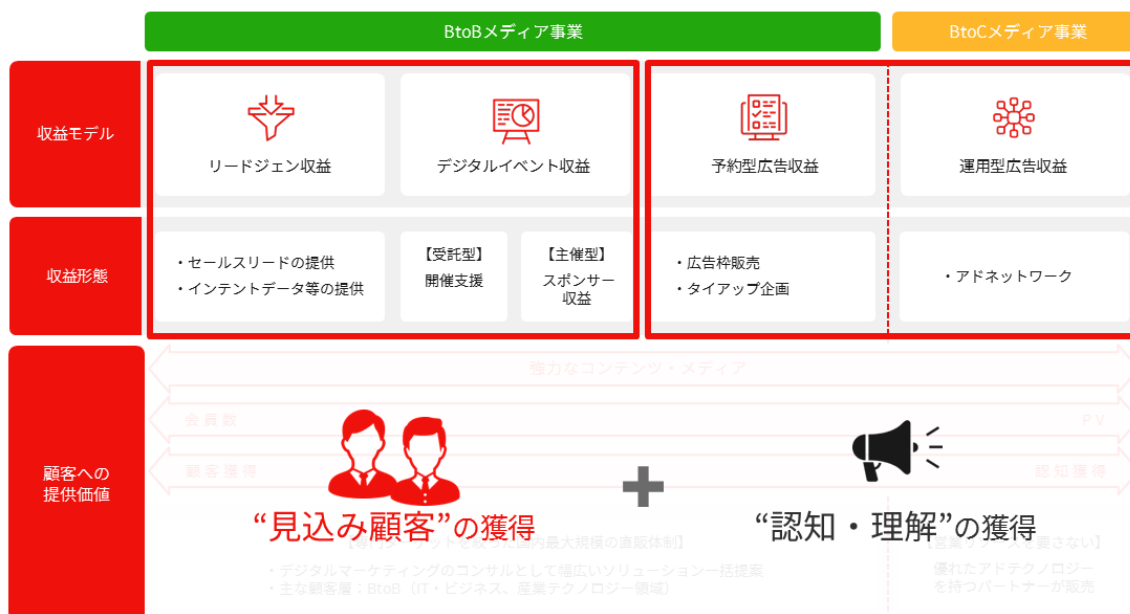 BtoBメディア事業
BtoCメディア事業
収益モデル
リードジェン収益
デジタルイベント収益
予約型広告収益
運用型広告収益
収益形態
・セールスリードの提供
・インテントデータ等の提供
【受託型】
開催支援
【主催型】
スポンサー
収益
・広告枠販売
・タイアップ企画
・アドネットワーク
顧客への
提供価値
強力なコンテンツ・メディア
会員数
PV
顧客獲得
認知獲得
“見込み顧客”の獲得
“認知・理解”の獲得
・デジタルマーケティングのコンサルとして幅広いソリューション一括提案
・主な顧客層；BtoB（IT・ビジネス、産業テクノロジー領域）
優れたアドテクノロジー
を持つパートナーが販売